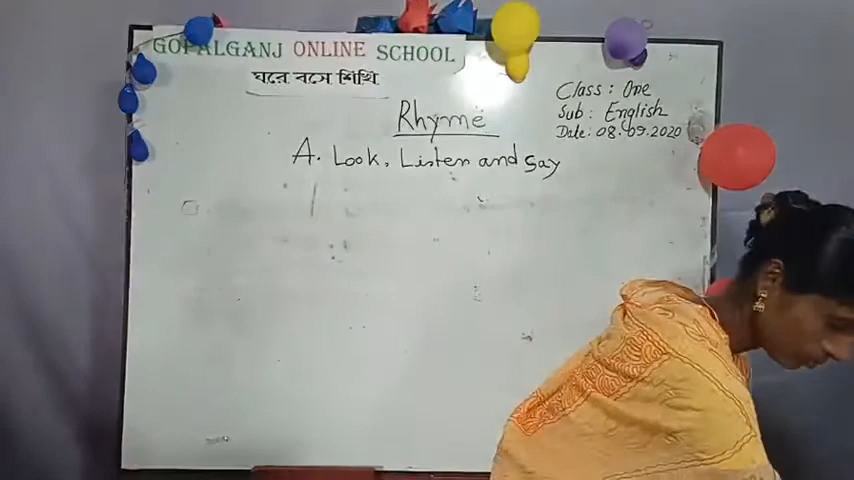 GOPALGANJ ONLINE SCHOOL
ঘরে বসে শিখি
Class : One
Sub : English
Date : 08.09.2020
Rhyme
A. Look, Listen and Say